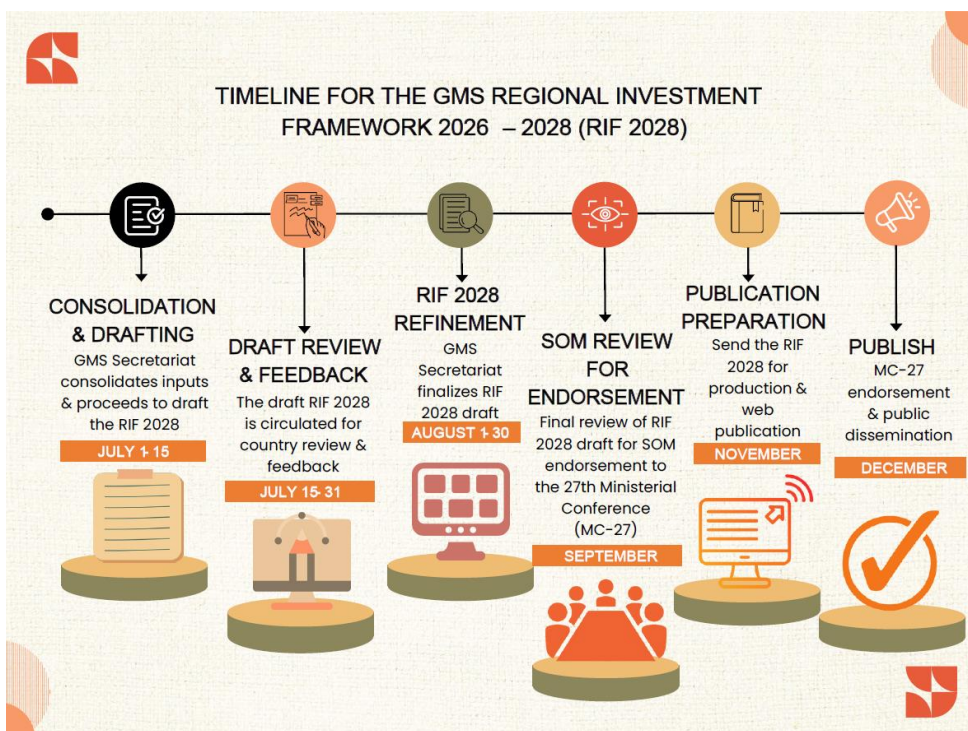 TIMELINE FOR THE GMS REGIONAL INVESTMENT
FRAMEWORK 2026 – 2028 (RIF 2028)
CONSOLIDATION
& DRAFTING
GMS Secretariat
consolidates inputs
& proceeds to draft
the RIF 2028
JULY 1-15
DRAFT REVIEW
& FEEDBACK
The draft RIF 2028
is circulated for
country review &
feedback
JULY 15-31
RIF 2028
REFINEMENT
GMS
Secretariat
finalizes RIF
2028 draft
AUGUST 1-30
SOM REVIEW
FOR
ENDORSEMENT
Final review of RIF
2028 draft for SOM
endorsement to
the 27th Ministerial
Conference
(MC-27)
SEPTEMBER
PUBLICATION
PREPARATION
Send the RIF
2028 for
production &
web
publication
NOVEMBER
PUBLISH
MC-27
endorsement
& public
dissemination
DECEMBER